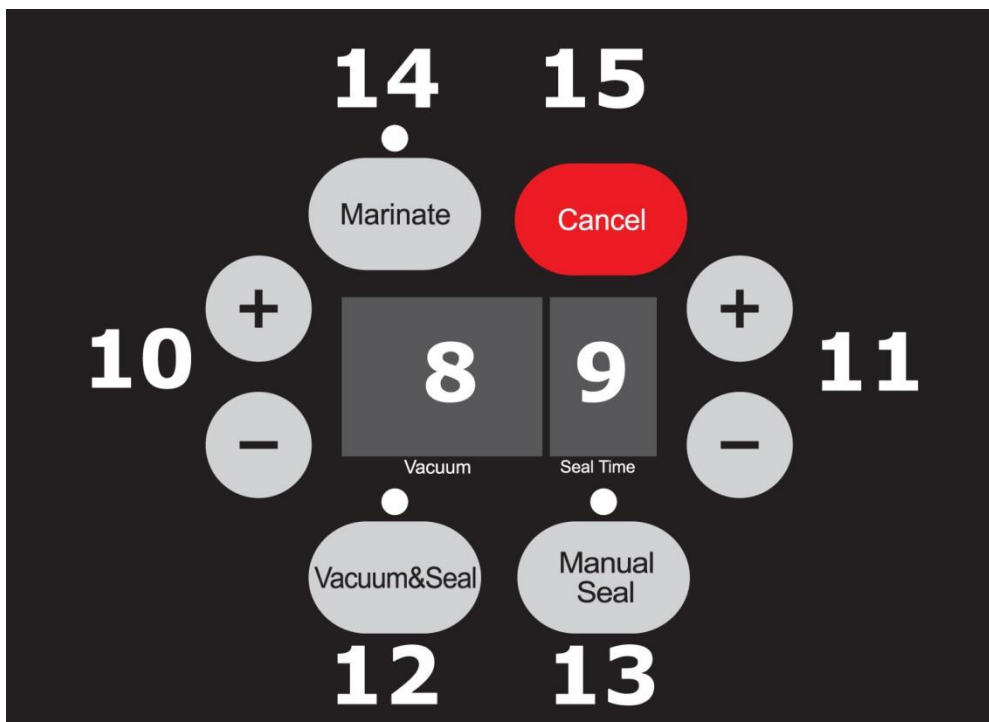 14 15
Marinate Cancel
+ +
10 8 9 11
− −
Vacuum Seal Time
Vacuum&Seal
Manual
Seal
12 13